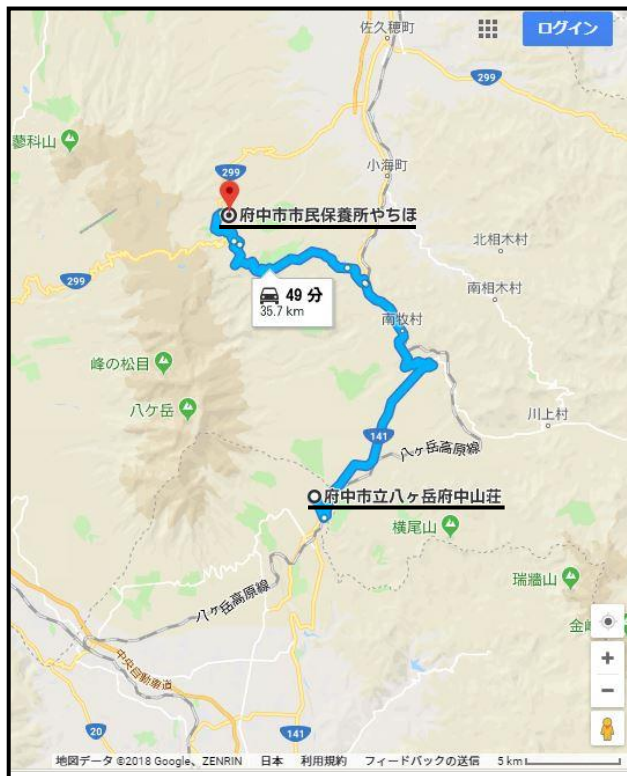 佐久穂町
ログイン
299
蓼科山
小海町
299
府中市市民保養所やちほ
北相木村
299
49 分
35.7 km
南相木村
南牧村
峰の松目
八ケ岳
川上村
141
八ヶ岳高原線
府中市立八ヶ岳府中山荘
横尾山
瑞牆山
八ヶ岳高原線
金峰
中央自動車道
20
141
地図データ ©2018 Google、ZENRIN 日本 利用規約 フィードバックの送信 5 km